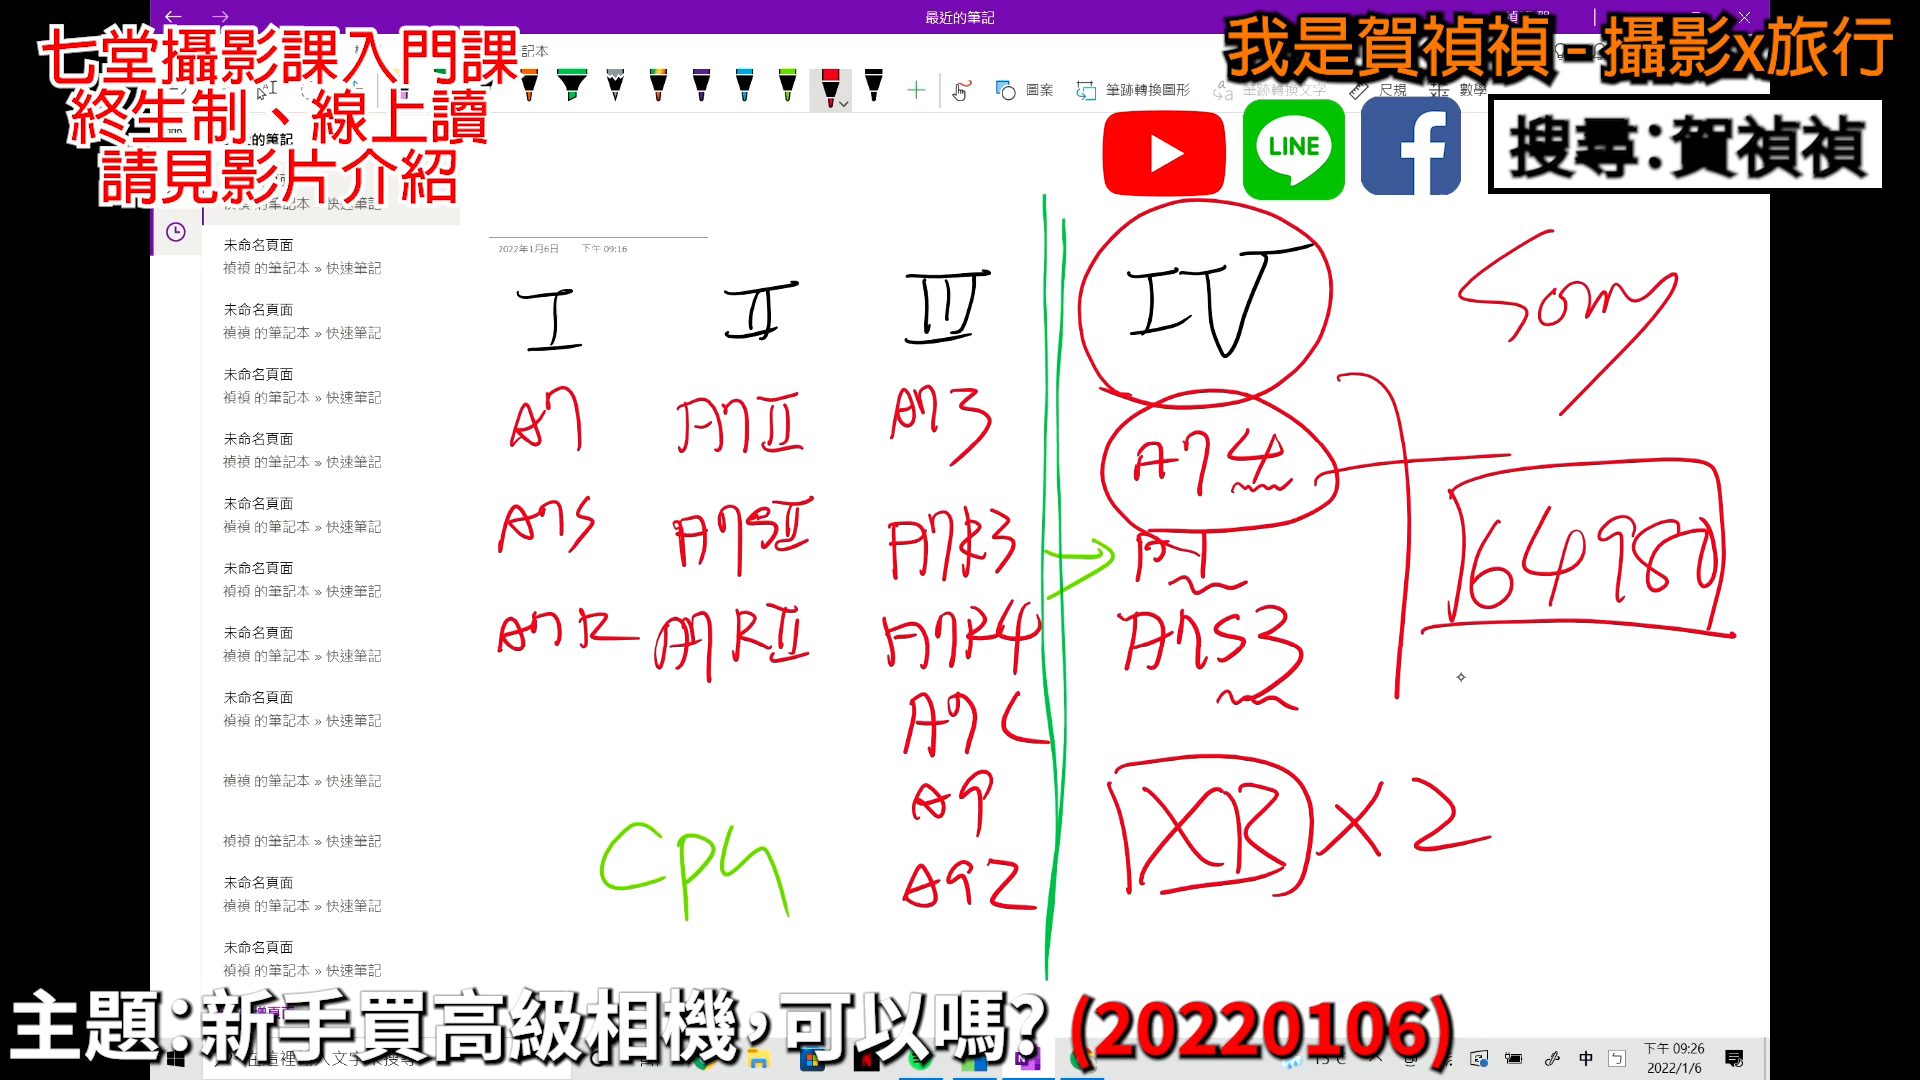 最近的筆記
七堂攝影課入門課
終生制、線上讀
請見影片介紹
我是賀禎禎 - 攝影x旅行
搜尋：賀禎禎
LINE
圖案
筆跡轉換圖形
筆跡轉換文字
尺規
數學
2022年1月6日 下午 09:16
未命名頁面
禎禎 的筆記本 » 快速筆記
未命名頁面
禎禎 的筆記本 » 快速筆記
未命名頁面
禎禎 的筆記本 » 快速筆記
未命名頁面
禎禎 的筆記本 » 快速筆記
未命名頁面
禎禎 的筆記本 » 快速筆記
未命名頁面
禎禎 的筆記本 » 快速筆記
未命名頁面
禎禎 的筆記本 » 快速筆記
未命名頁面
禎禎 的筆記本 » 快速筆記
禎禎 的筆記本 » 快速筆記
禎禎 的筆記本 » 快速筆記
未命名頁面
禎禎 的筆記本 » 快速筆記
未命名頁面
禎禎 的筆記本 » 快速筆記
I II III IV Sony
A7 A7II A73 A74
A7S A7SII A7R3 A1 64980
A7R A7RII A7R4 A7S3
A7C
A9 XR x2
CPU A92
主題：新手買高級相機，可以嗎？(20220106)
中
下午 09:26
2022/1/6